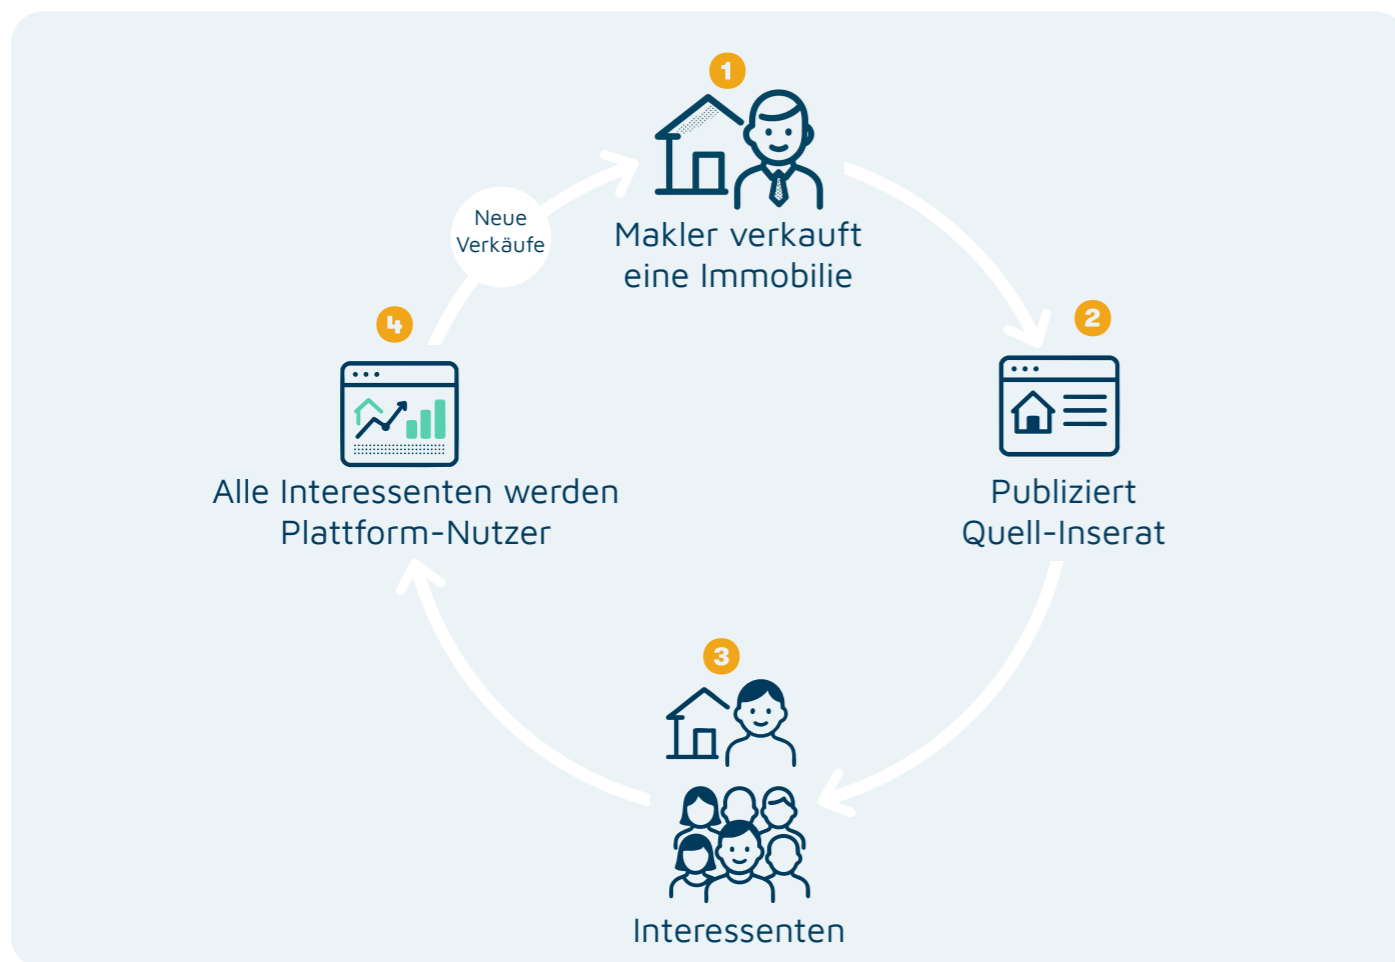 1
Makler verkauft
eine Immobilie
2
Publiziert
Quell-Inserat
3
Interessenten
4
Alle Interessenten werden
Plattform-Nutzer
Neue
Verkäufe